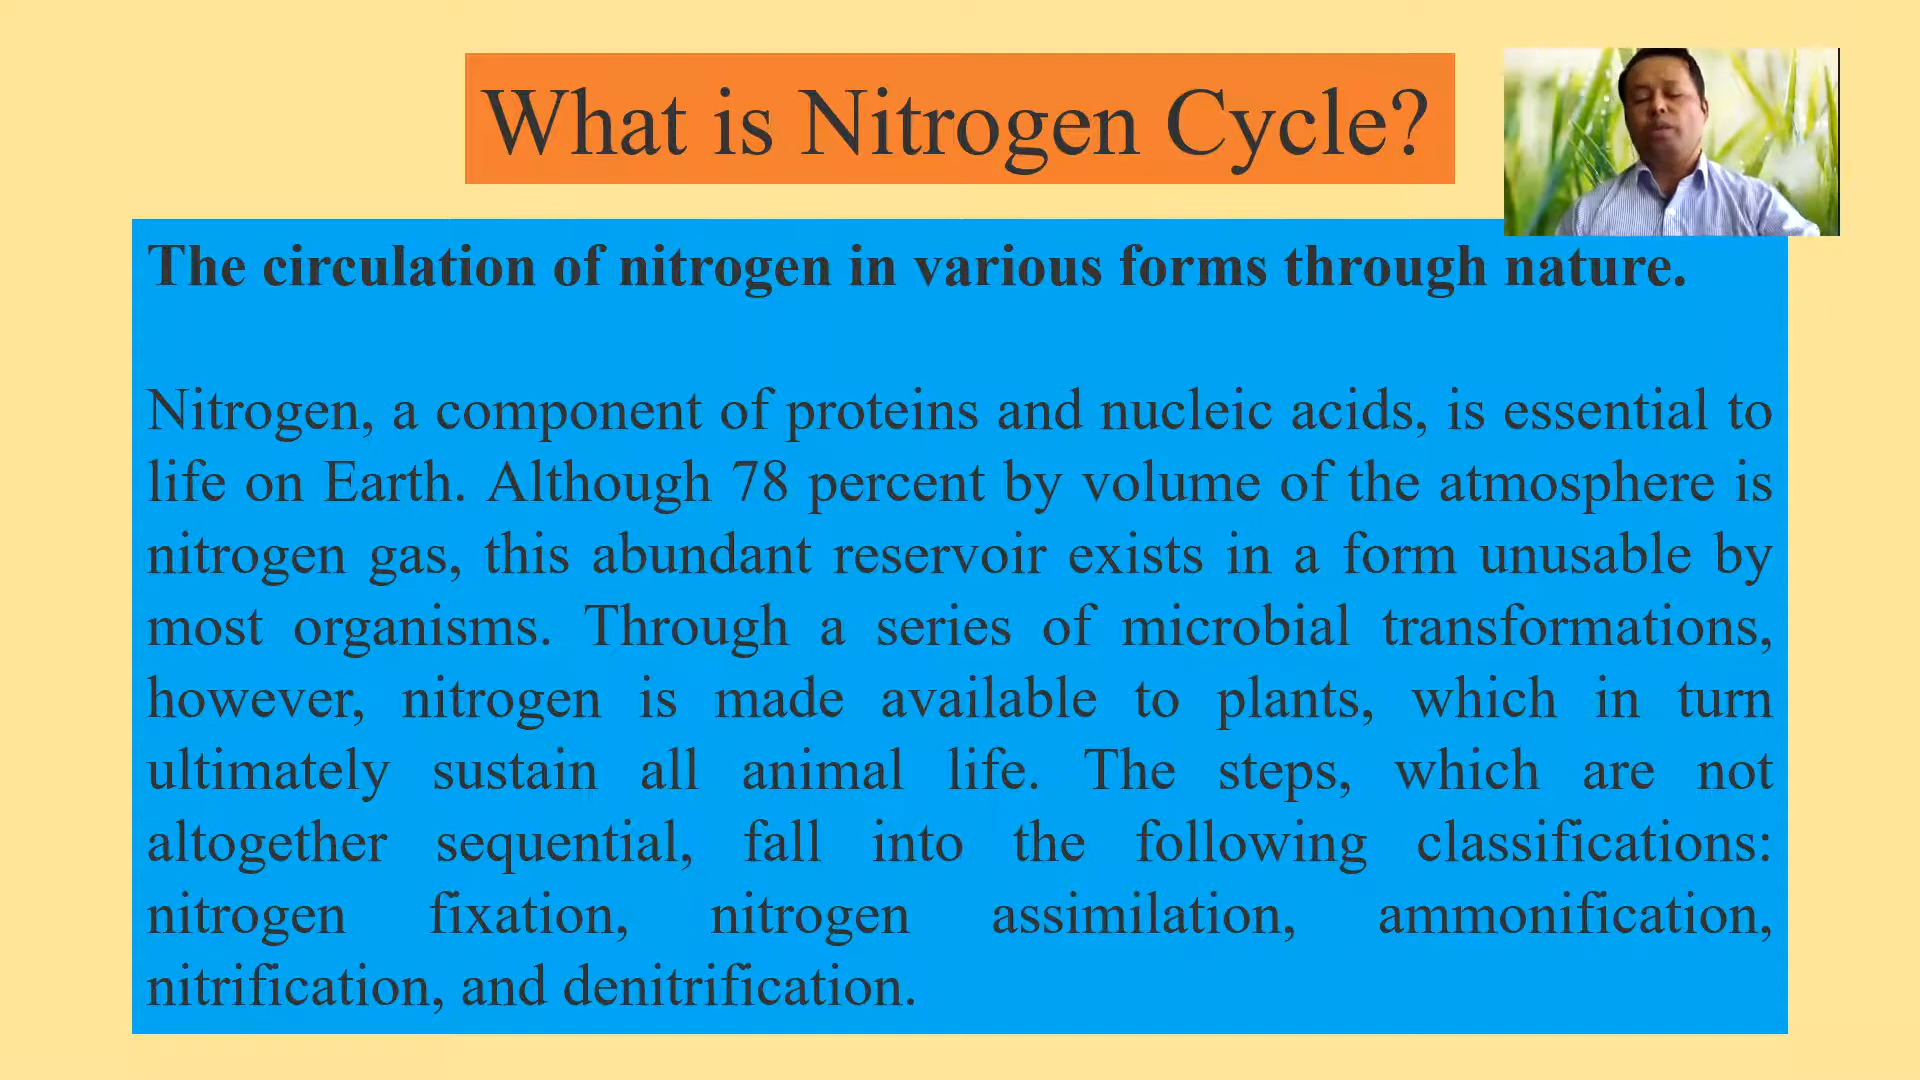 What is Nitrogen Cycle?
The circulation of nitrogen in various forms through nature.
Nitrogen, a component of proteins and nucleic acids, is essential to
life on Earth. Although 78 percent by volume of the atmosphere is
nitrogen gas, this abundant reservoir exists in a form unusable by
most organisms. Through a series of microbial transformations,
however, nitrogen is made available to plants, which in turn
ultimately sustain all animal life. The steps, which are not
altogether sequential, fall into the following classifications:
nitrogen fixation, nitrogen assimilation, ammonification,
nitrification, and denitrification.